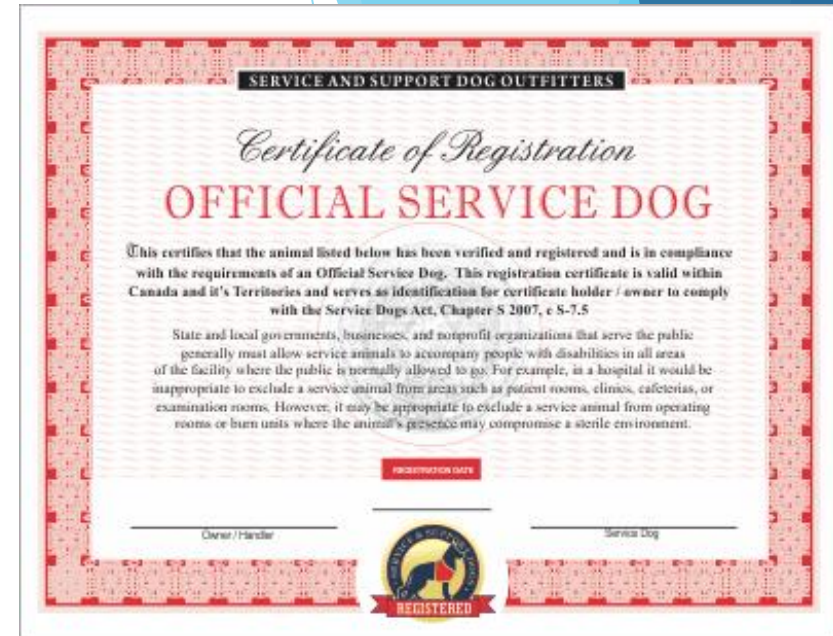 SERVICE AND SUPPORT DOG OUTFITTERS
Certificate of Registration
OFFICIAL SERVICE DOG
This certifies that the animal listed below has been verified and registered and is in compliance
with the requirements of an Official Service Dog. This registration certificate is valid within
Canada and it's Territories and serves as identification for certificate holder / owner to comply
with the Service Dogs Act, Chapter S 2007, c S-7.5
State and local governments, businesses, and nonprofit organizations that serve the public
generally must allow service animals to accompany people with disabilities in all areas
of the facility where the public is normally allowed to go. For example, in a hospital it would be
inappropriate to exclude a service animal from areas such as patient rooms, clinics, cafeterias, or
examination rooms. However, it may be appropriate to exclude a service animal from operating
rooms or burn units where the animal's presence may compromise a sterile environment.
REGISTRATION DATE
Owner / Handler
Service Dog
SERVICE & SUPPORT DOGS
REGISTERED